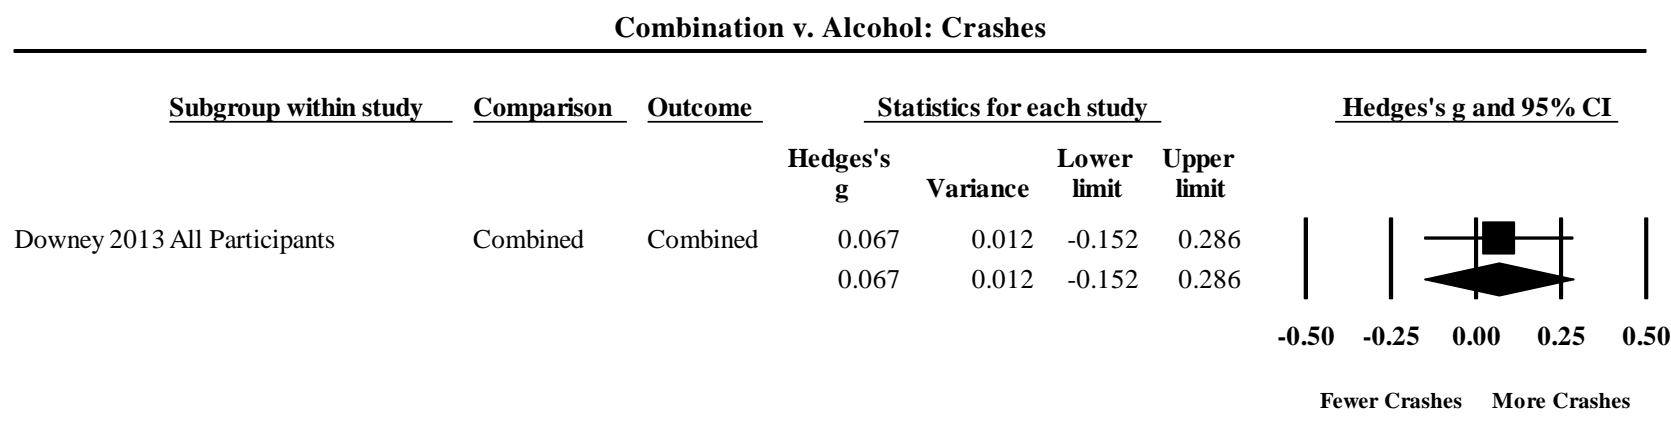 Combination v. Alcohol: Crashes
Subgroup within study Comparison Outcome Statistics for each study Hedges's g and 95% CI
Hedges's Lower Upper
g Variance limit limit
Downey 2013 All Participants Combined Combined 0.067 0.012 -0.152 0.286
0.067 0.012 -0.152 0.286
-0.50 -0.25 0.00 0.25 0.50
Fewer Crashes More Crashes